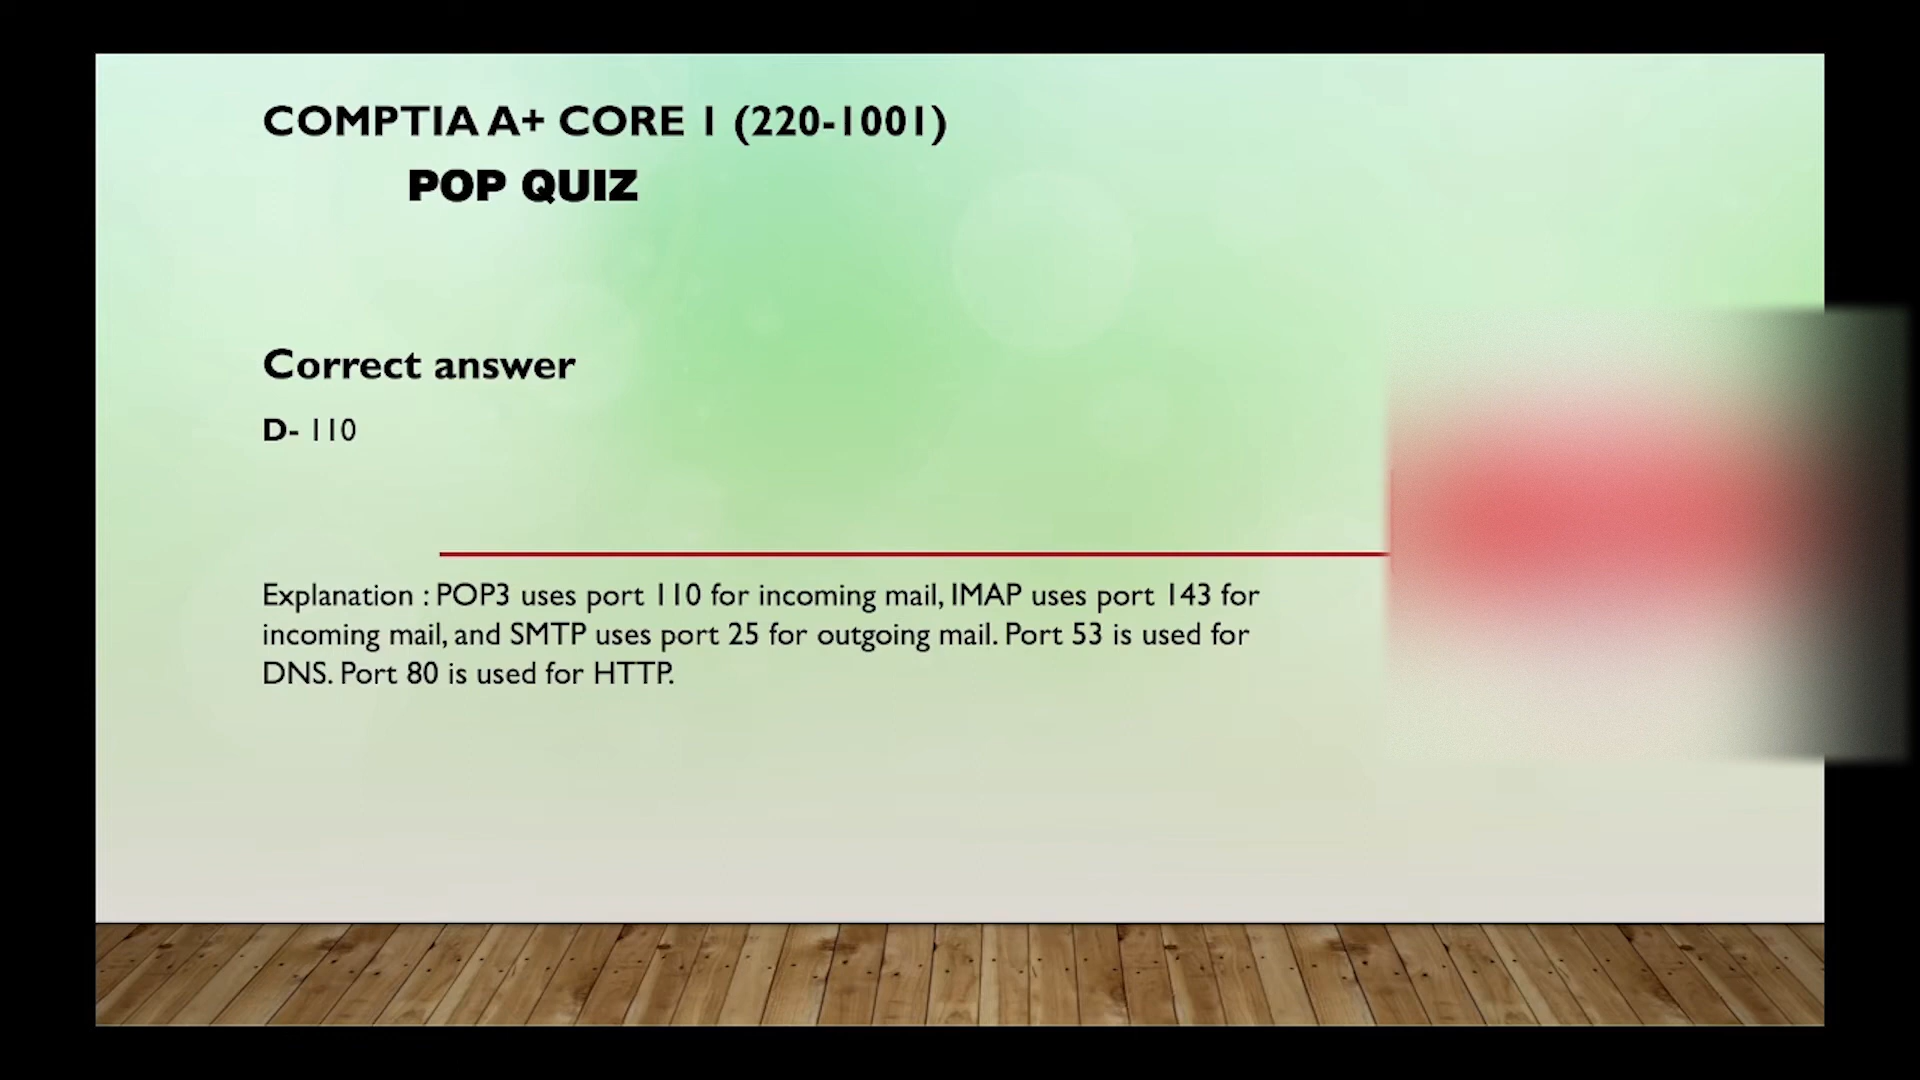 COMPTIA A+ CORE 1 (220-1001)
POP QUIZ
Correct answer
D- 110
Explanation : POP3 uses port 110 for incoming mail, IMAP uses port 143 for
incoming mail, and SMTP uses port 25 for outgoing mail. Port 53 is used for
DNS. Port 80 is used for HTTP.